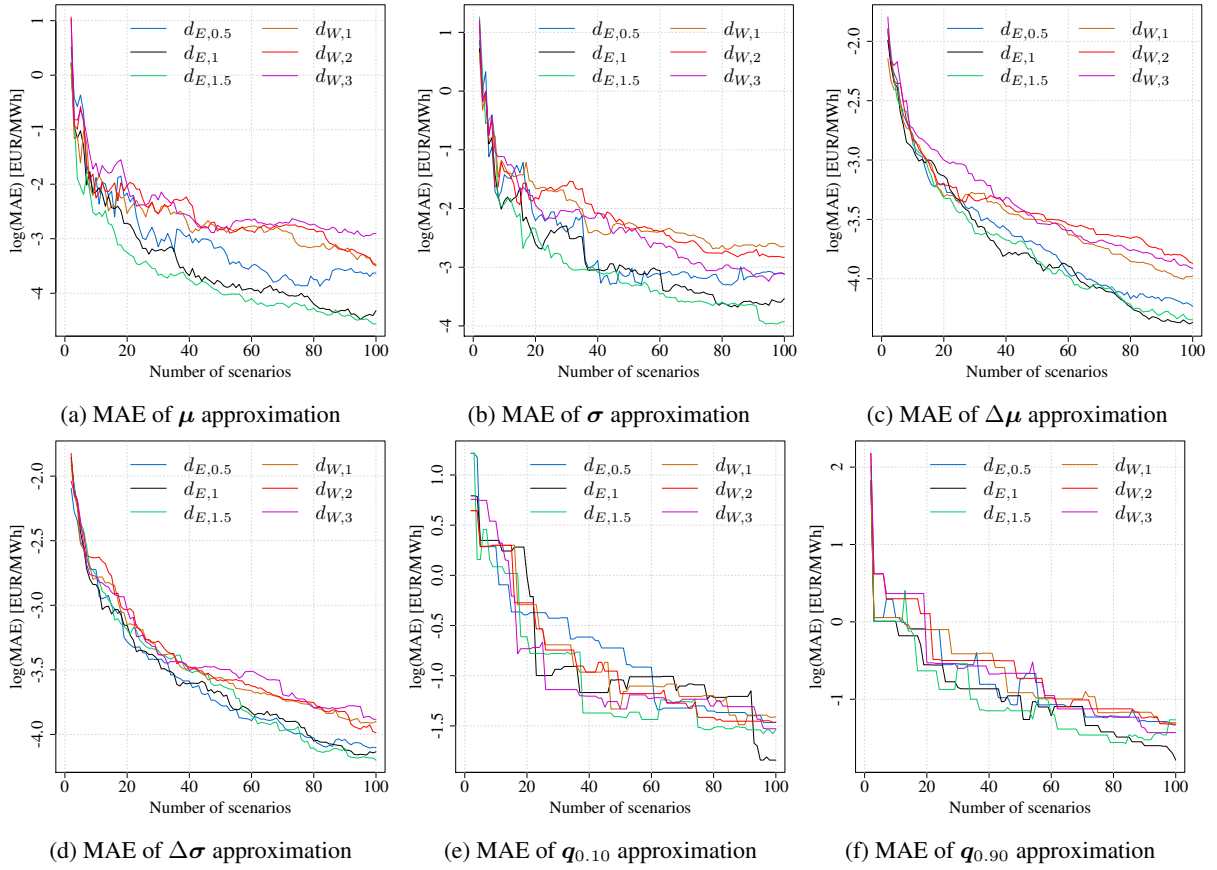 log(MAE) [EUR/MWh]
1
0
-1
-2
-3
-4
d_{E,0.5} d_{W,1}
d_{E,1} d_{W,2}
d_{E,1.5} d_{W,3}
0 20 40 60 80 100
Number of scenarios
(a) MAE of μ approximation
log(MAE) [EUR/MWh]
1
0
-1
-2
-3
-4
d_{E,0.5} d_{W,1}
d_{E,1} d_{W,2}
d_{E,1.5} d_{W,3}
0 20 40 60 80 100
Number of scenarios
(b) MAE of σ approximation
log(MAE) [EUR/MWh]
-2.0
-2.5
-3.0
-3.5
-4.0
d_{E,0.5} d_{W,1}
d_{E,1} d_{W,2}
d_{E,1.5} d_{W,3}
0 20 40 60 80 100
Number of scenarios
(c) MAE of Δμ approximation
log(MAE) [EUR/MWh]
-2.0
-2.5
-3.0
-3.5
-4.0
d_{E,0.5} d_{W,1}
d_{E,1} d_{W,2}
d_{E,1.5} d_{W,3}
0 20 40 60 80 100
Number of scenarios
(d) MAE of Δσ approximation
log(MAE) [EUR/MWh]
1.0
0.5
0.0
-0.5
-1.0
-1.5
d_{E,0.5} d_{W,1}
d_{E,1} d_{W,2}
d_{E,1.5} d_{W,3}
0 20 40 60 80 100
Number of scenarios
(e) MAE of q_{0.10} approximation
log(MAE) [EUR/MWh]
2
1
0
-1
d_{E,0.5} d_{W,1}
d_{E,1} d_{W,2}
d_{E,1.5} d_{W,3}
0 20 40 60 80 100
Number of scenarios
(f) MAE of q_{0.90} approximation